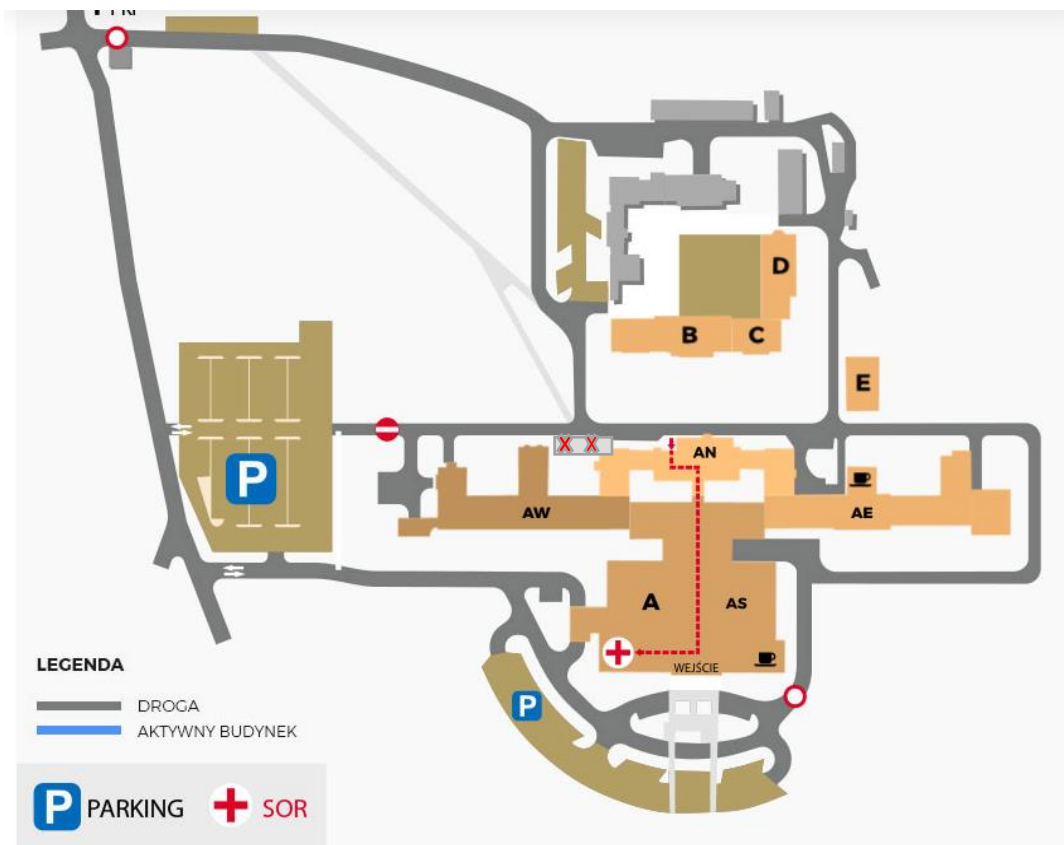 D
B
C
E
X X
AN
P
AW
AE
A
AS
WEJŚCIE
LEGENDA
P
DROGA
AKTYWNY BUDYNEK
P PARKING
SOR